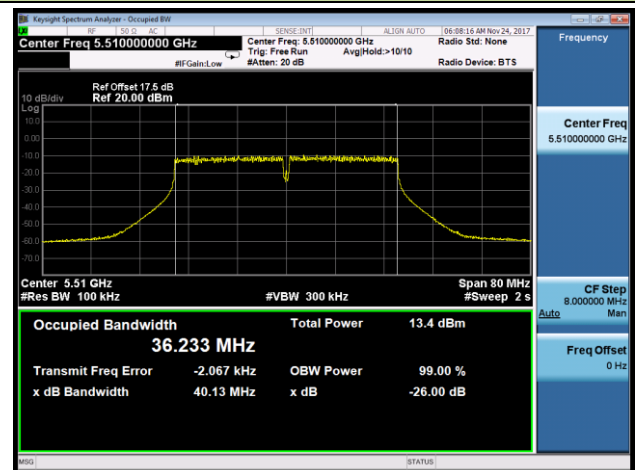 Keysight Spectrum Analyzer - Occupied BW
RF 50 Ω AC SENSE:INT ALIGN AUTO 06:08:16 AM Nov 24, 2017
Center Freq 5.510000000 GHz
Center Freq: 5.510000000 GHz
Radio Std: None
Trig: Free Run Avg|Hold:>10/10
#IFGain:Low
#Atten: 20 dB
Radio Device: BTS
Ref Offset 17.5 dB
10 dB/div Ref 20.00 dBm
Log
10.0
0.00
-10.0
-20.0
-30.0
-40.0
-50.0
-60.0
-70.0
Center 5.51 GHz Span 80 MHz
#Res BW 100 kHz #VBW 300 kHz #Sweep 2 s
Occupied Bandwidth Total Power 13.4 dBm
36.233 MHz
Transmit Freq Error -2.067 kHz OBW Power 99.00 %
x dB Bandwidth 40.13 MHz x dB -26.00 dB
Frequency
Center Freq
5.510000000 GHz
CF Step
8.000000 MHz
Auto Man
Freq Offset
0 Hz
MSG STATUS